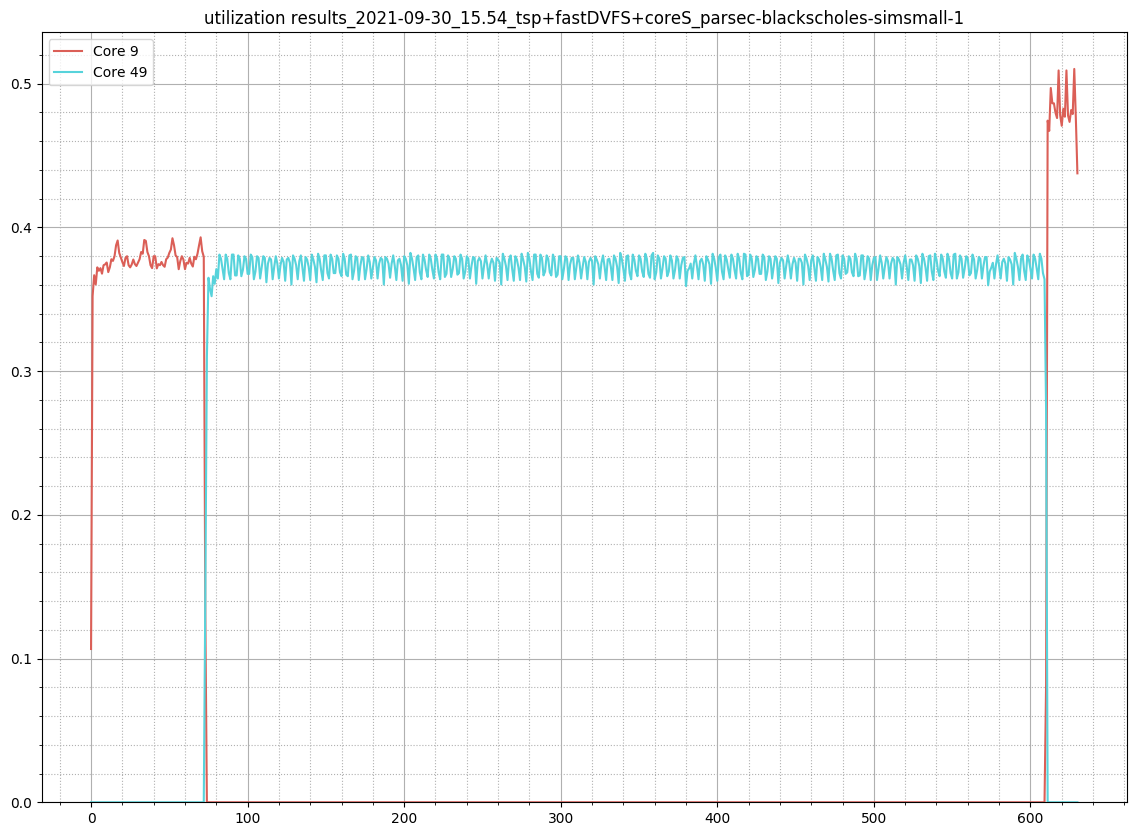 utilization results_2021-09-30_15.54_tsp+fastDVFS+coreS_parsec-blackscholes-simsmall-1
Core 9
Core 49
0.5
0.4
0.3
0.2
0.1
0.0
0 100 200 300 400 500 600